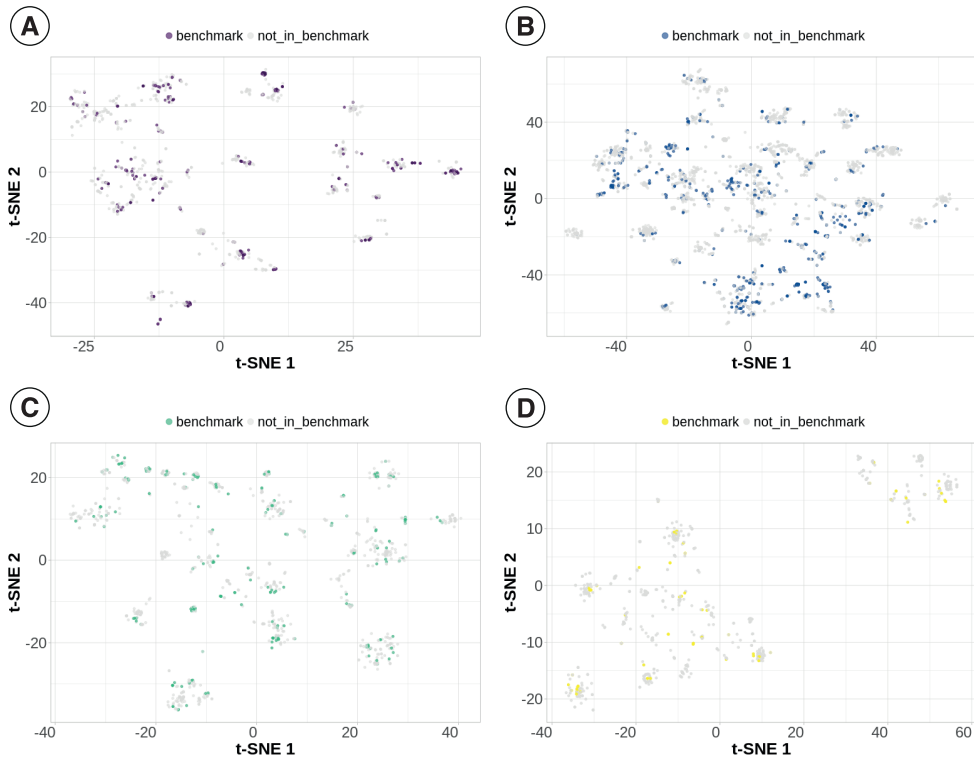 A
benchmark not_in_benchmark
20
0
-20
-40
t-SNE 2
-25 0 25
t-SNE 1
B
benchmark not_in_benchmark
40
0
-40
t-SNE 2
-40 0 40
t-SNE 1
C
benchmark not_in_benchmark
20
0
-20
t-SNE 2
-40 -20 0 20 40
t-SNE 1
D
benchmark not_in_benchmark
20
10
0
-10
-20
t-SNE 2
-40 -20 0 20 40 60
t-SNE 1